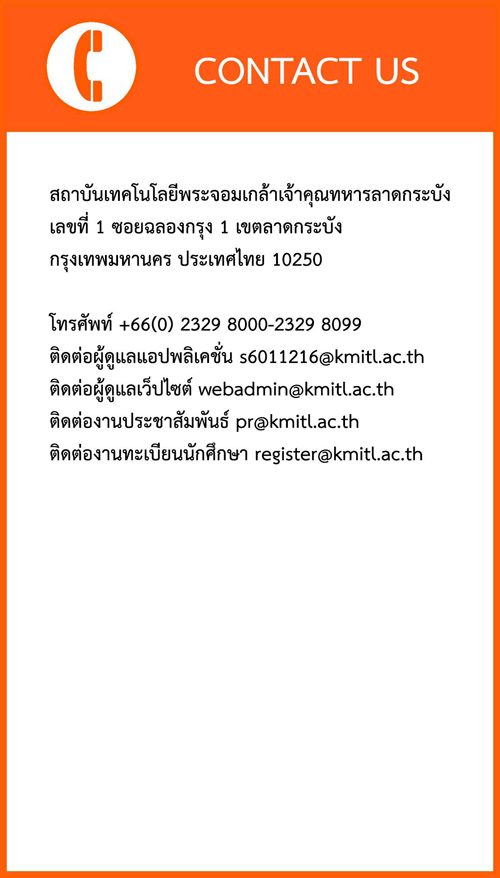 CONTACT US
สถาบันเทคโนโลยีพระจอมเกล้าเจ้าคุณทหารลาดกระบัง
เลขที่ 1 ซอยฉลองกรุง 1 เขตลาดกระบัง
กรุงเทพมหานคร ประเทศไทย 10250
โทรศัพท์ +66(0) 2329 8000-2329 8099
ติดต่อผู้ดูแลแอปพลิเคชั่น s6011216@kmitl.ac.th
ติดต่อผู้ดูแลเว็ปไซต์ webadmin@kmitl.ac.th
ติดต่องานประชาสัมพันธ์ pr@kmitl.ac.th
ติดต่องานทะเบียนนักศึกษา register@kmitl.ac.th